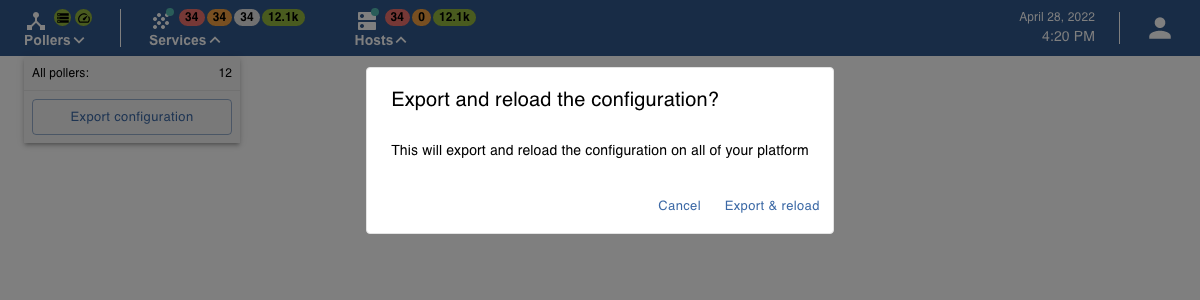 34 34 34 12.1k
34 0 12.1k
April 28, 2022
Pollers
Services
Hosts
4:20 PM
All pollers: 12
Export configuration
Export and reload the configuration?
This will export and reload the configuration on all of your platform
Cancel
Export & reload